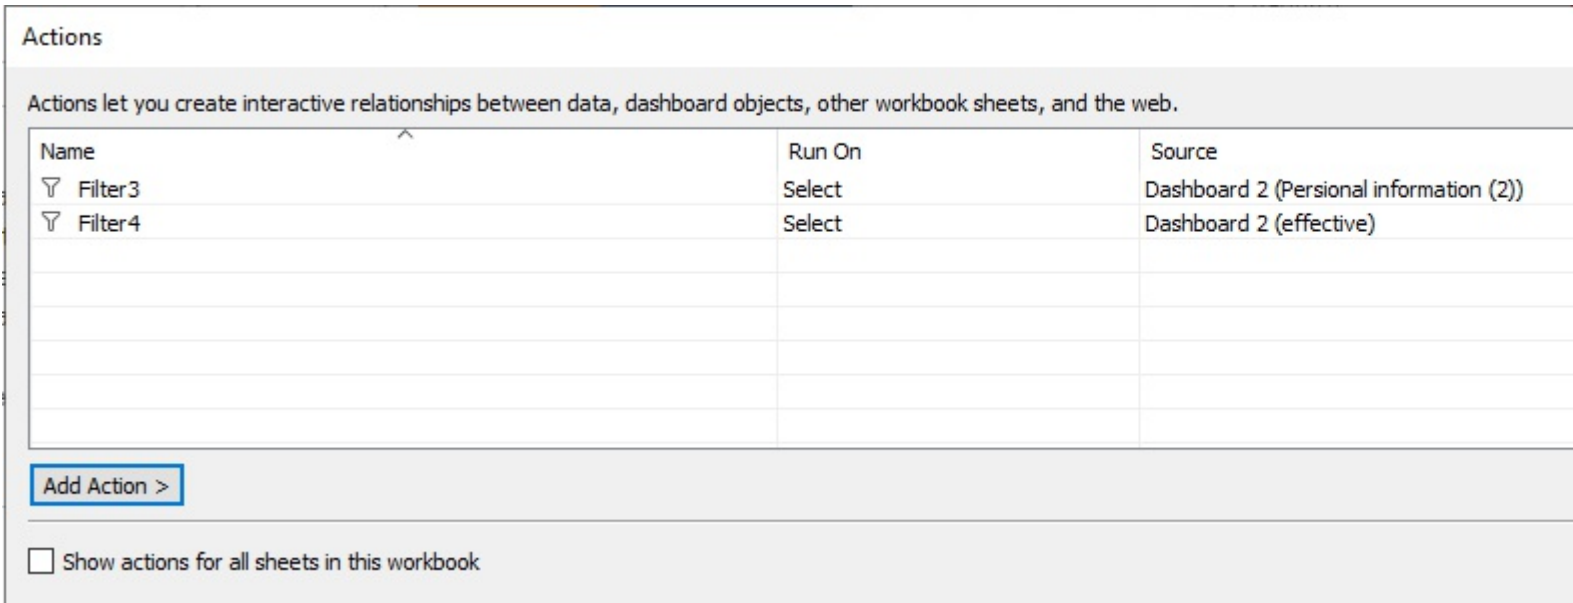 Actions
Actions let you create interactive relationships between data, dashboard objects, other workbook sheets, and the web.
Name Run On Source
Filter3 Select Dashboard 2 (Persional information (2))
Filter4 Select Dashboard 2 (effective)
Add Action >
Show actions for all sheets in this workbook